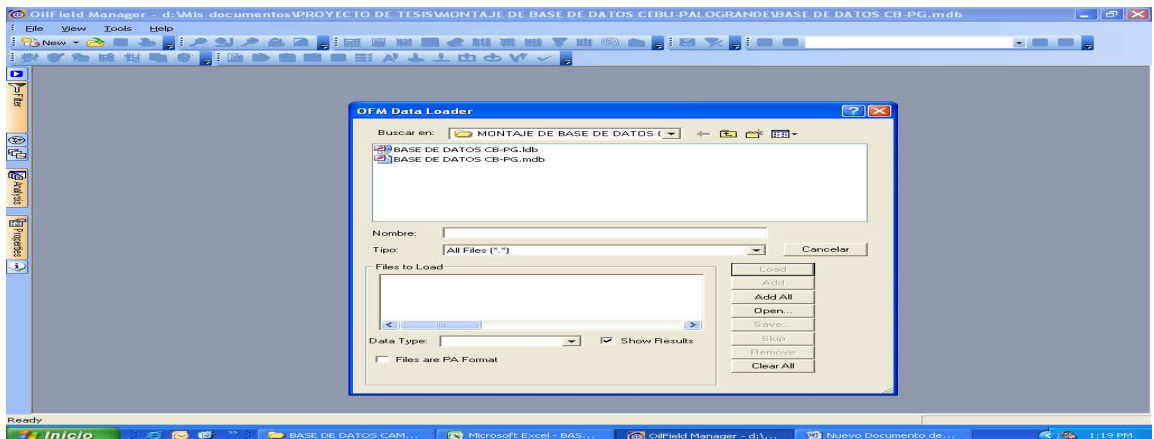 OilField Manager - d:\Mis documentos\PROYECTO DE TESIS\MONTAJE DE BASE DE DATOS CEBU-PALOGRANDE\BASE DE DATOS CB-PG.mdb
File View Tools Help
New
Filter
Analysis
Properties
OFM Data Loader
Buscar en: MONTAJE DE BASE DE DATOS (
BASE DE DATOS CB-PG.ldb
BASE DE DATOS CB-PG.mdb
Nombre:
Tipo: All Files (*.*) Cancelar
Files to Load
Load
Add
Add All
Open...
Save...
Skip
Remove
Clear All
Data Type: Show Results
Files are PA Format
Ready
Inicio BASE DE DATOS CAM... Microsoft Excel - BAS... OilField Manager - d:\... Nuevo Documento de... 1:19 PM